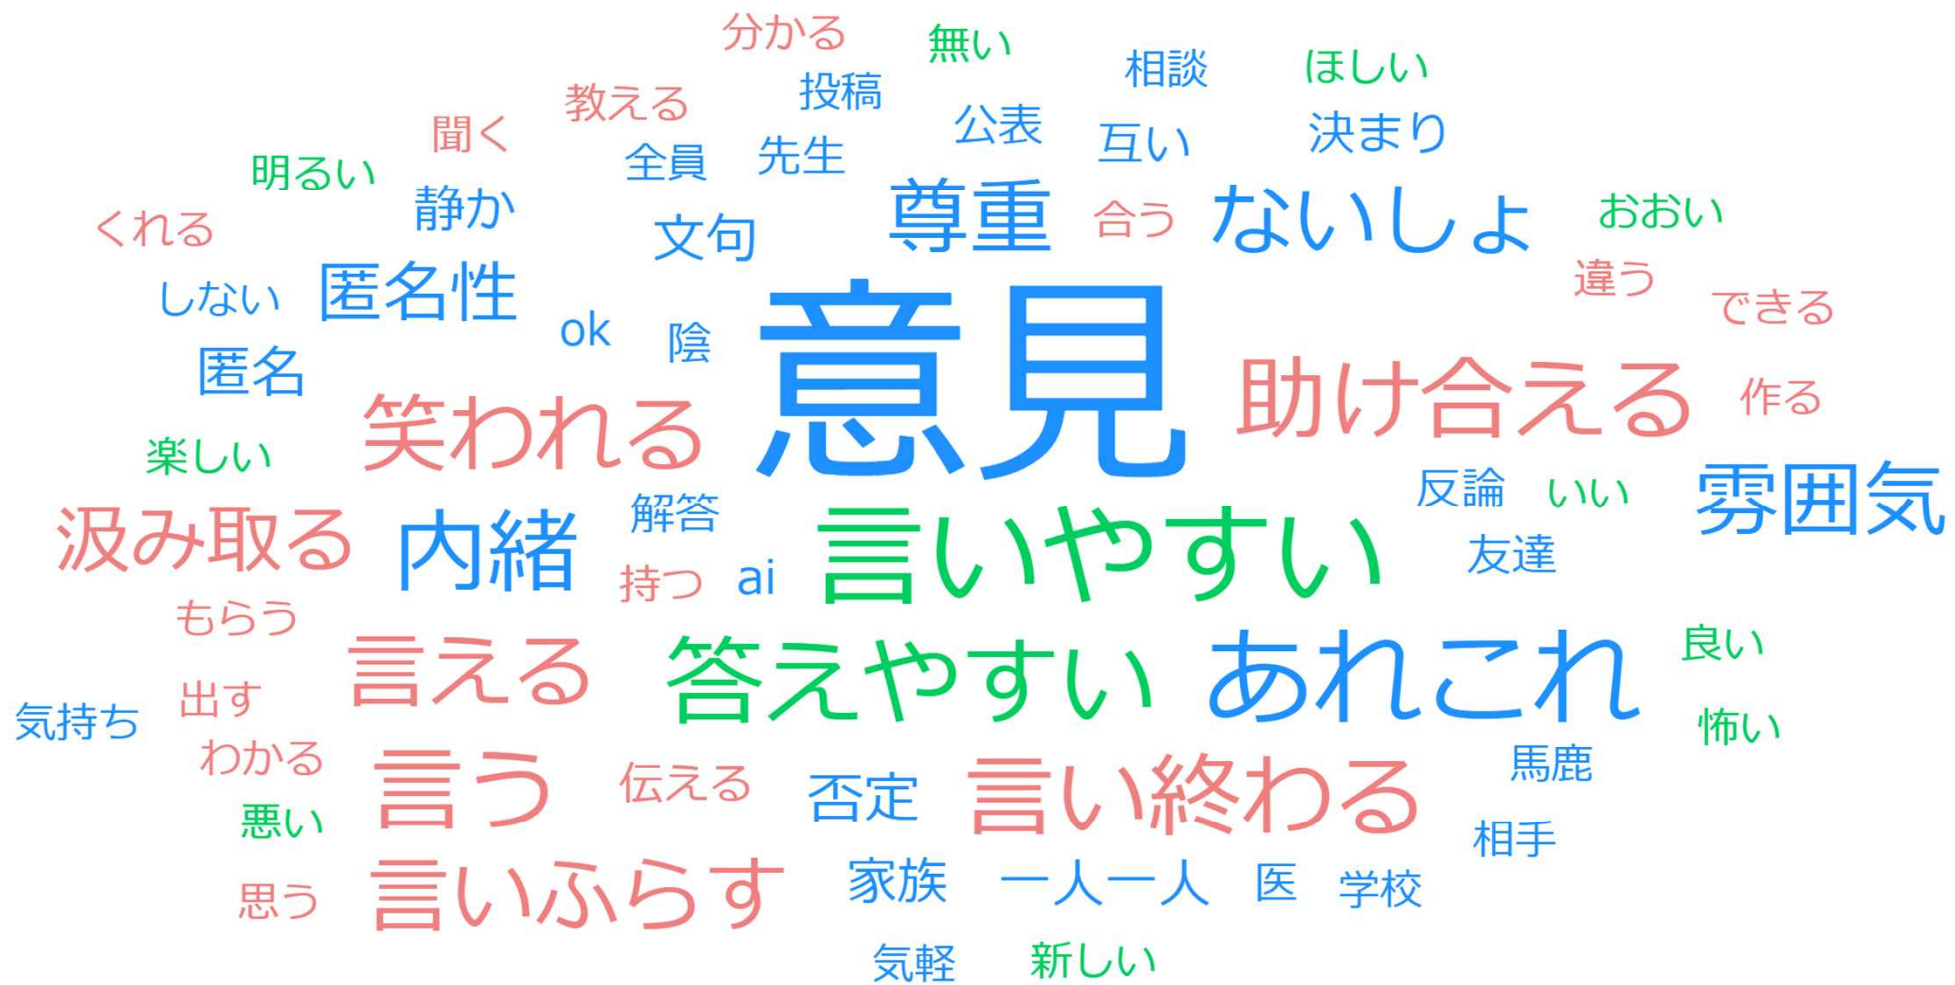 分かる
無い
相談
ほしい
教える
投稿
聞く
公表
互い
決まり
明るい
全員
先生
くれる
静か
文句
尊重
合う
ないしょ
おおい
しない
匿名性
ok
陰
意見
違う
できる
匿名
笑われる
助け合える
作る
楽しい
反論
いい
雰囲気
汲み取る
内緒
解答
持つ
ai
言いやすい
友達
もらう
言える
答えやすい
あれこれ
良い
気持ち
出す
怖い
わかる
言う
伝える
否定
言い終わる
馬鹿
悪い
相手
思う
言いふらす
家族
一人一人
医
学校
気軽
新しい